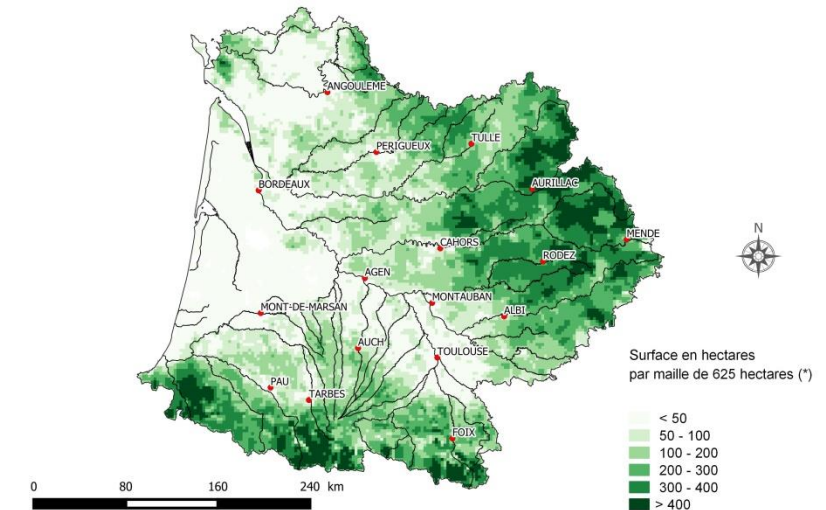 ANGOULEME
PERIGUEUX
TULLE
BORDEAUX
AURILLAC
CAHORS
MENDE
RODEZ
AGEN
MONTAUBAN
MONT-DE-MARSAN
ALBI
AUCH
TOULOUSE
PAU
TARBES
FOIX
N
Surface en hectares
par maille de 625 hectares (*)
< 50
50 - 100
100 - 200
200 - 300
300 - 400
> 400
0 80 160 240 km